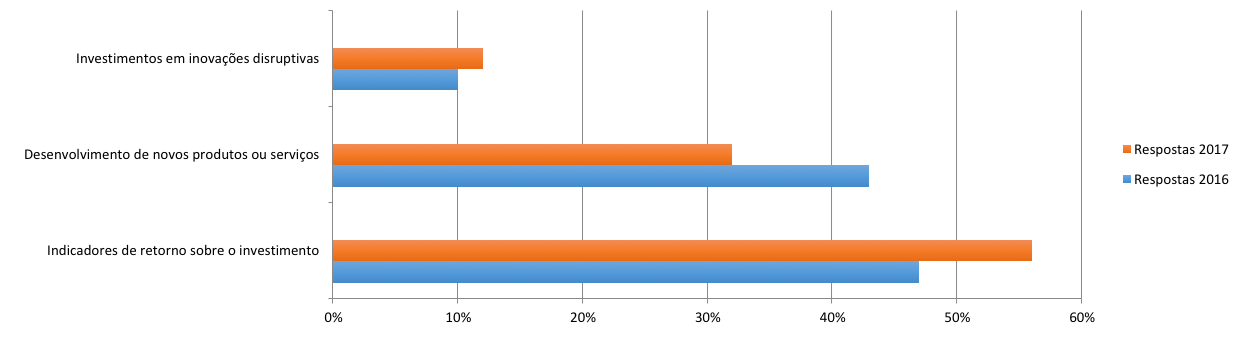 Investimentos em inovações disruptivas
Desenvolvimento de novos produtos ou serviços
Indicadores de retorno sobre o investimento
0% 10% 20% 30% 40% 50% 60%
Respostas 2017
Respostas 2016